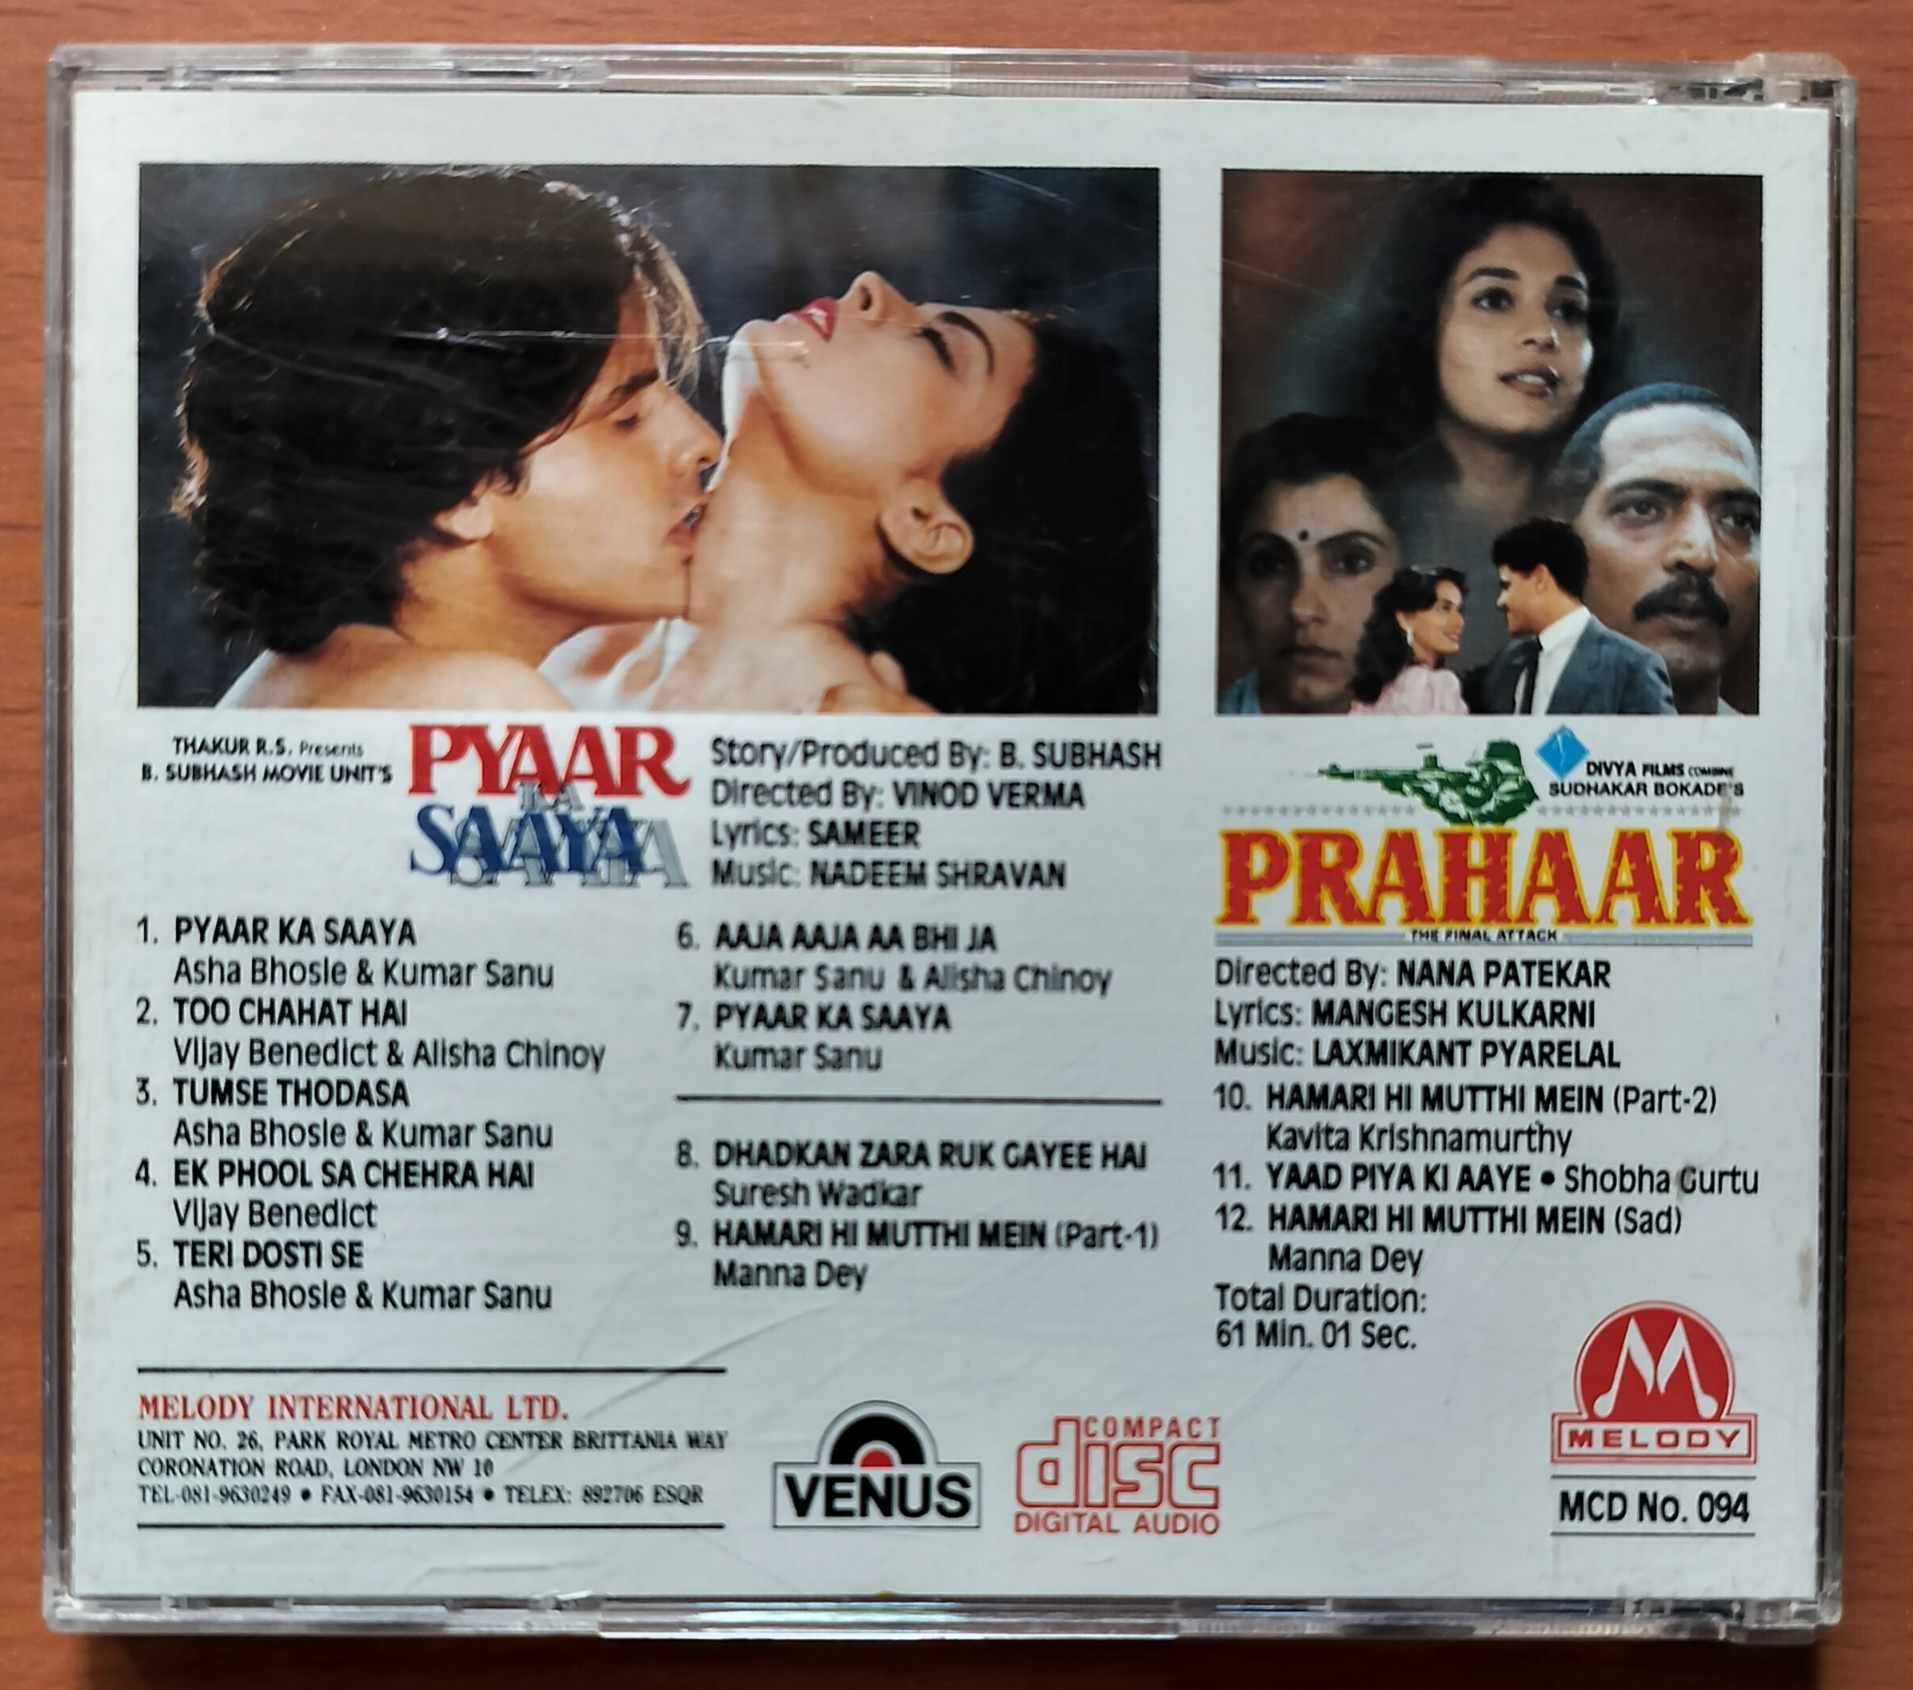 THAKUR R.S. Presents
B. SUBHASH MOVIE UNIT'S
PYAAR
KA
SAAYA
Story/Produced By: B. SUBHASH
Directed By: VINOD VERMA
Lyrics: SAMEER
Music: NADEEM SHRAVAN
1. PYAAR KA SAAYA
Asha Bhosle & Kumar Sanu
2. TOO CHAHAT HAI
Vijay Benedict & Alisha Chinoy
3. TUMSE THODASA
Asha Bhosle & Kumar Sanu
4. EK PHOOL SA CHEHRA HAI
Vijay Benedict
5. TERI DOSTI SE
Asha Bhosle & Kumar Sanu
6. AAJA AAJA AA BHI JA
Kumar Sanu & Alisha Chinoy
7. PYAAR KA SAAYA
Kumar Sanu
8. DHADKAN ZARA RUK GAYEE HAI
Suresh Wadkar
9. HAMARI HI MUTTHI MEIN (Part-1)
Manna Dey
DIVYA FILMS COMBINE
SUDHAKAR BOKADE'S
PRAHAAR
THE FINAL ATTACK
Directed By: NANA PATEKAR
Lyrics: MANGESH KULKARNI
Music: LAXMIKANT PYARELAL
10. HAMARI HI MUTTHI MEIN (Part-2)
Kavita Krishnamurthy
11. YAAD PIYA KI AAYE • Shobha Gurtu
12. HAMARI HI MUTTHI MEIN (Sad)
Manna Dey
Total Duration:
61 Min. 01 Sec.
MELODY INTERNATIONAL LTD.
UNIT NO. 26, PARK ROYAL METRO CENTER BRITTANIA WAY
CORONATION ROAD, LONDON NW 10
TEL-081-9630249 • FAX-081-9630154 • TELEX: 892706 ESQR
VENUS
COMPACT
disc
DIGITAL AUDIO
MELODY
MCD No. 094